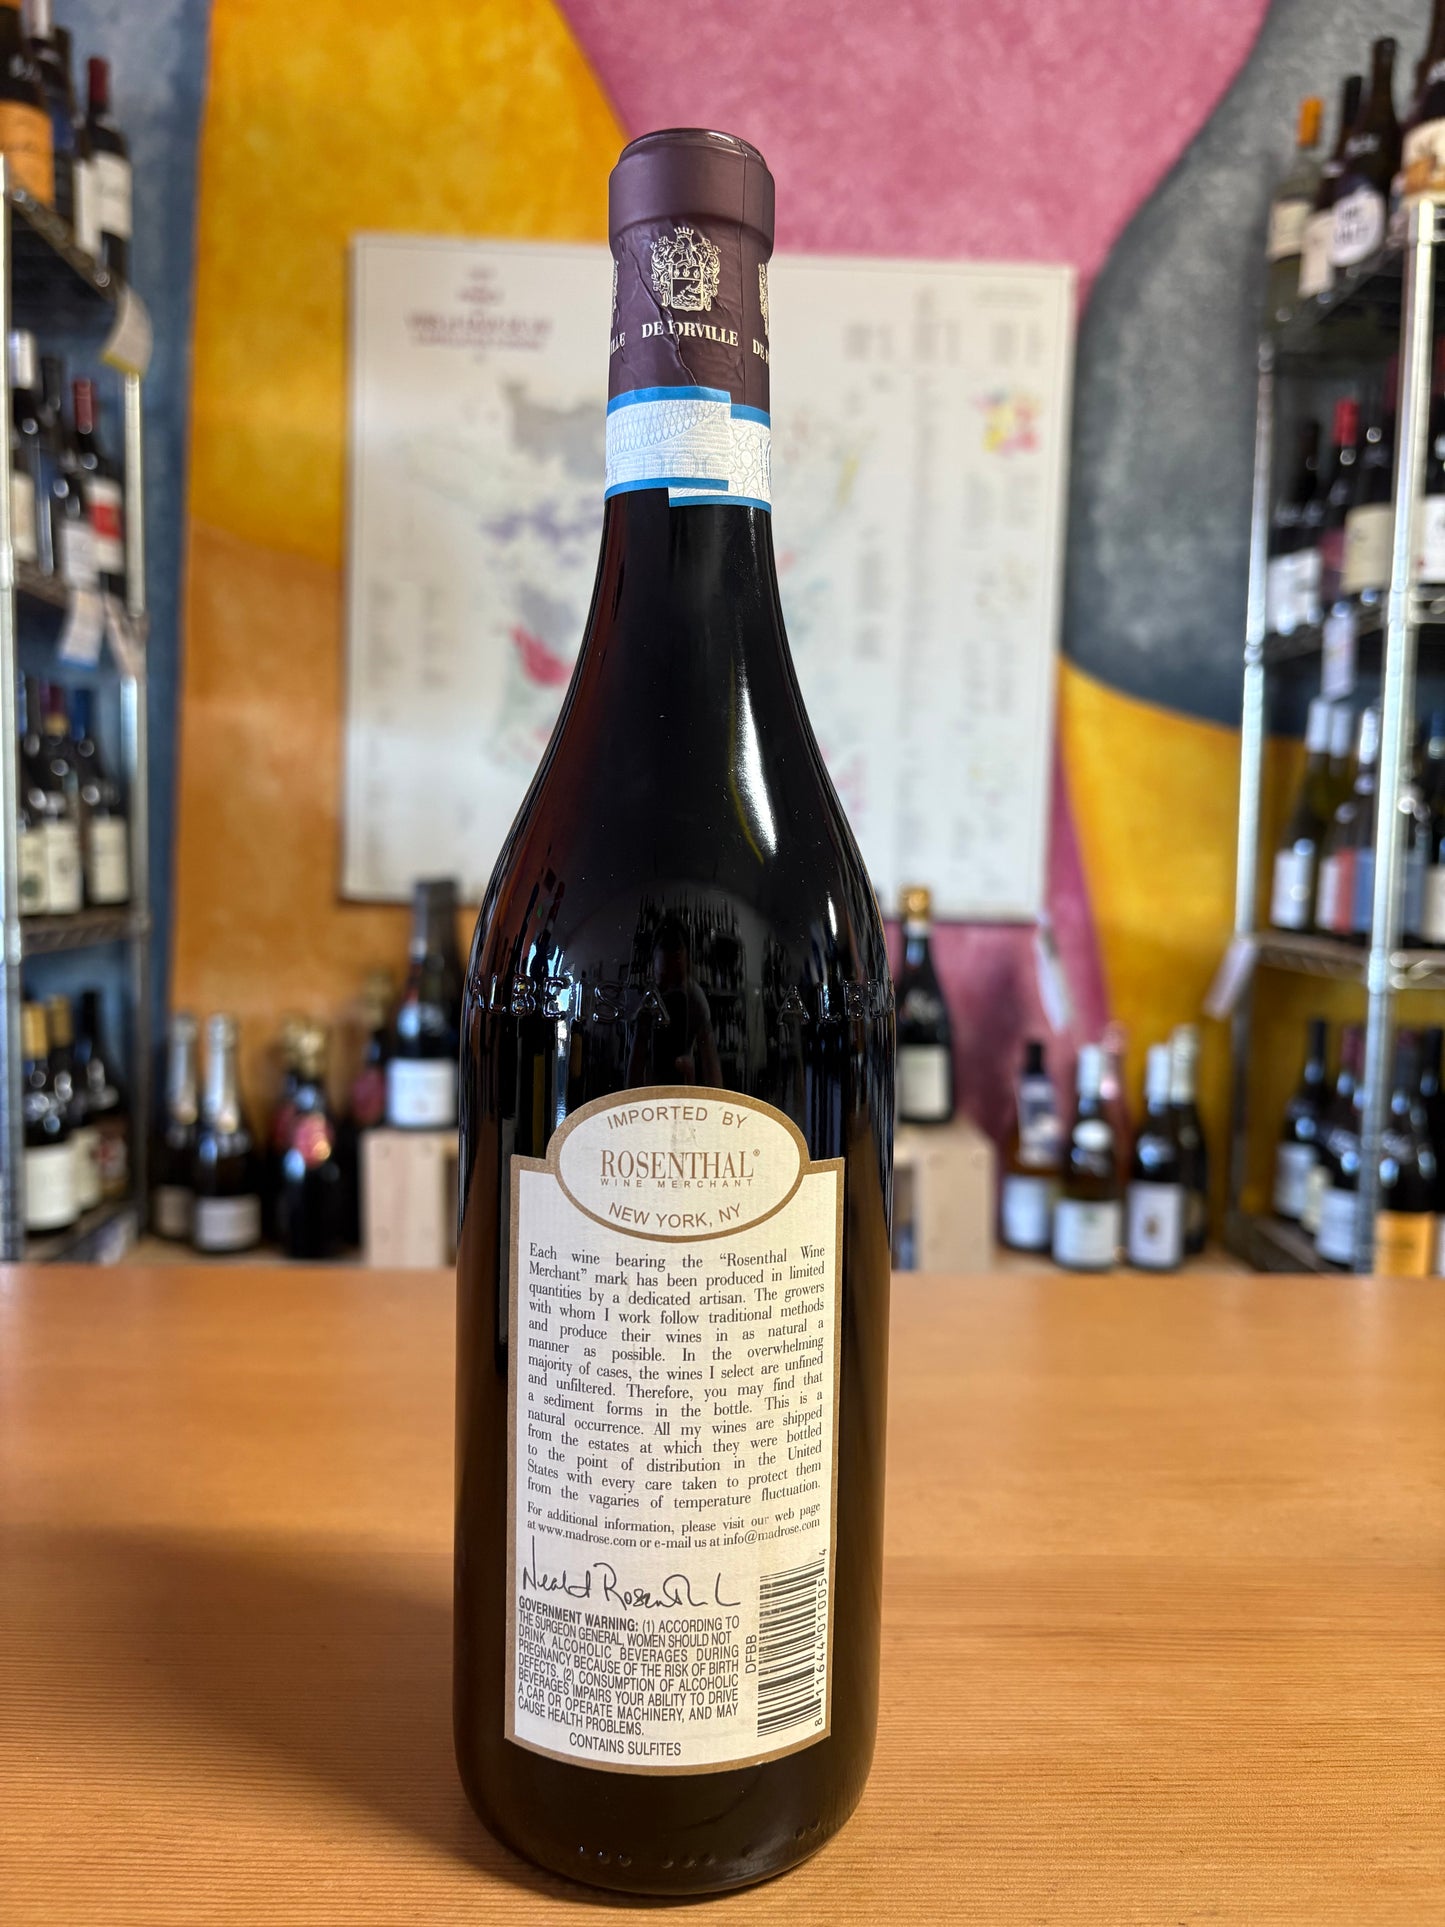 DE FORVILLE
ALBEISA ALBE
IMPORTED BY
ROSENTHAL®
WINE MERCHANT
NEW YORK, NY
Each wine bearing the “Rosenthal Wine
Merchant” mark has been produced in limited
quantities by a dedicated artisan. The growers
with whom I work follow traditional methods
and produce their wines in as natural a
manner as possible. In the overwhelming
majority of cases, the wines I select are unfined
and unfiltered. Therefore, you may find that
a sediment forms in the bottle. This is a
natural occurrence. All my wines are shipped
from the estates at which they were bottled
to the point of distribution in the United
States with every care taken to protect them
from the vagaries of temperature fluctuation.
For additional information, please visit our web page
at www.madrose.com or e-mail us at info@madrose.com
Neal Rosenthal
GOVERNMENT WARNING: (1) ACCORDING TO
THE SURGEON GENERAL, WOMEN SHOULD NOT
DRINK ALCOHOLIC BEVERAGES DURING
PREGNANCY BECAUSE OF THE RISK OF BIRTH
DEFECTS. (2) CONSUMPTION OF ALCOHOLIC
BEVERAGES IMPAIRS YOUR ABILITY TO DRIVE
A CAR OR OPERATE MACHINERY, AND MAY
CAUSE HEALTH PROBLEMS.
CONTAINS SULFITES
DFBB
8 11644 01005 4